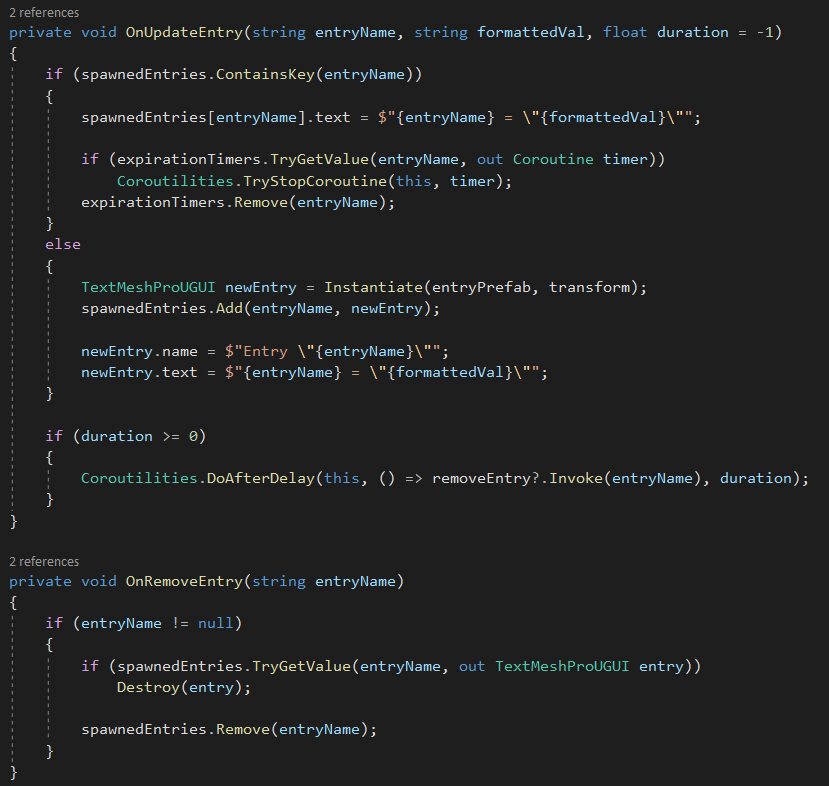 2 references
private void OnUpdateEntry(string entryName, string formattedVal, float duration = -1)
{
    if (spawnedEntries.ContainsKey(entryName))
    {
        spawnedEntries[entryName].text = $"{entryName} = \"{formattedVal}\"";

        if (expirationTimers.TryGetValue(entryName, out Coroutine timer))
            Coroutilities.TryStopCoroutine(this, timer);
        expirationTimers.Remove(entryName);
    }
    else
    {
        TextMeshProUGUI newEntry = Instantiate(entryPrefab, transform);
        spawnedEntries.Add(entryName, newEntry);

        newEntry.name = $"Entry \"{entryName}\"";
        newEntry.text = $"{entryName} = \"{formattedVal}\"";
    }

    if (duration >= 0)
    {
        Coroutilities.DoAfterDelay(this, () => removeEntry?.Invoke(entryName), duration);
    }
}

2 references
private void OnRemoveEntry(string entryName)
{
    if (entryName != null)
    {
        if (spawnedEntries.TryGetValue(entryName, out TextMeshProUGUI entry))
            Destroy(entry);

        spawnedEntries.Remove(entryName);
    }
}